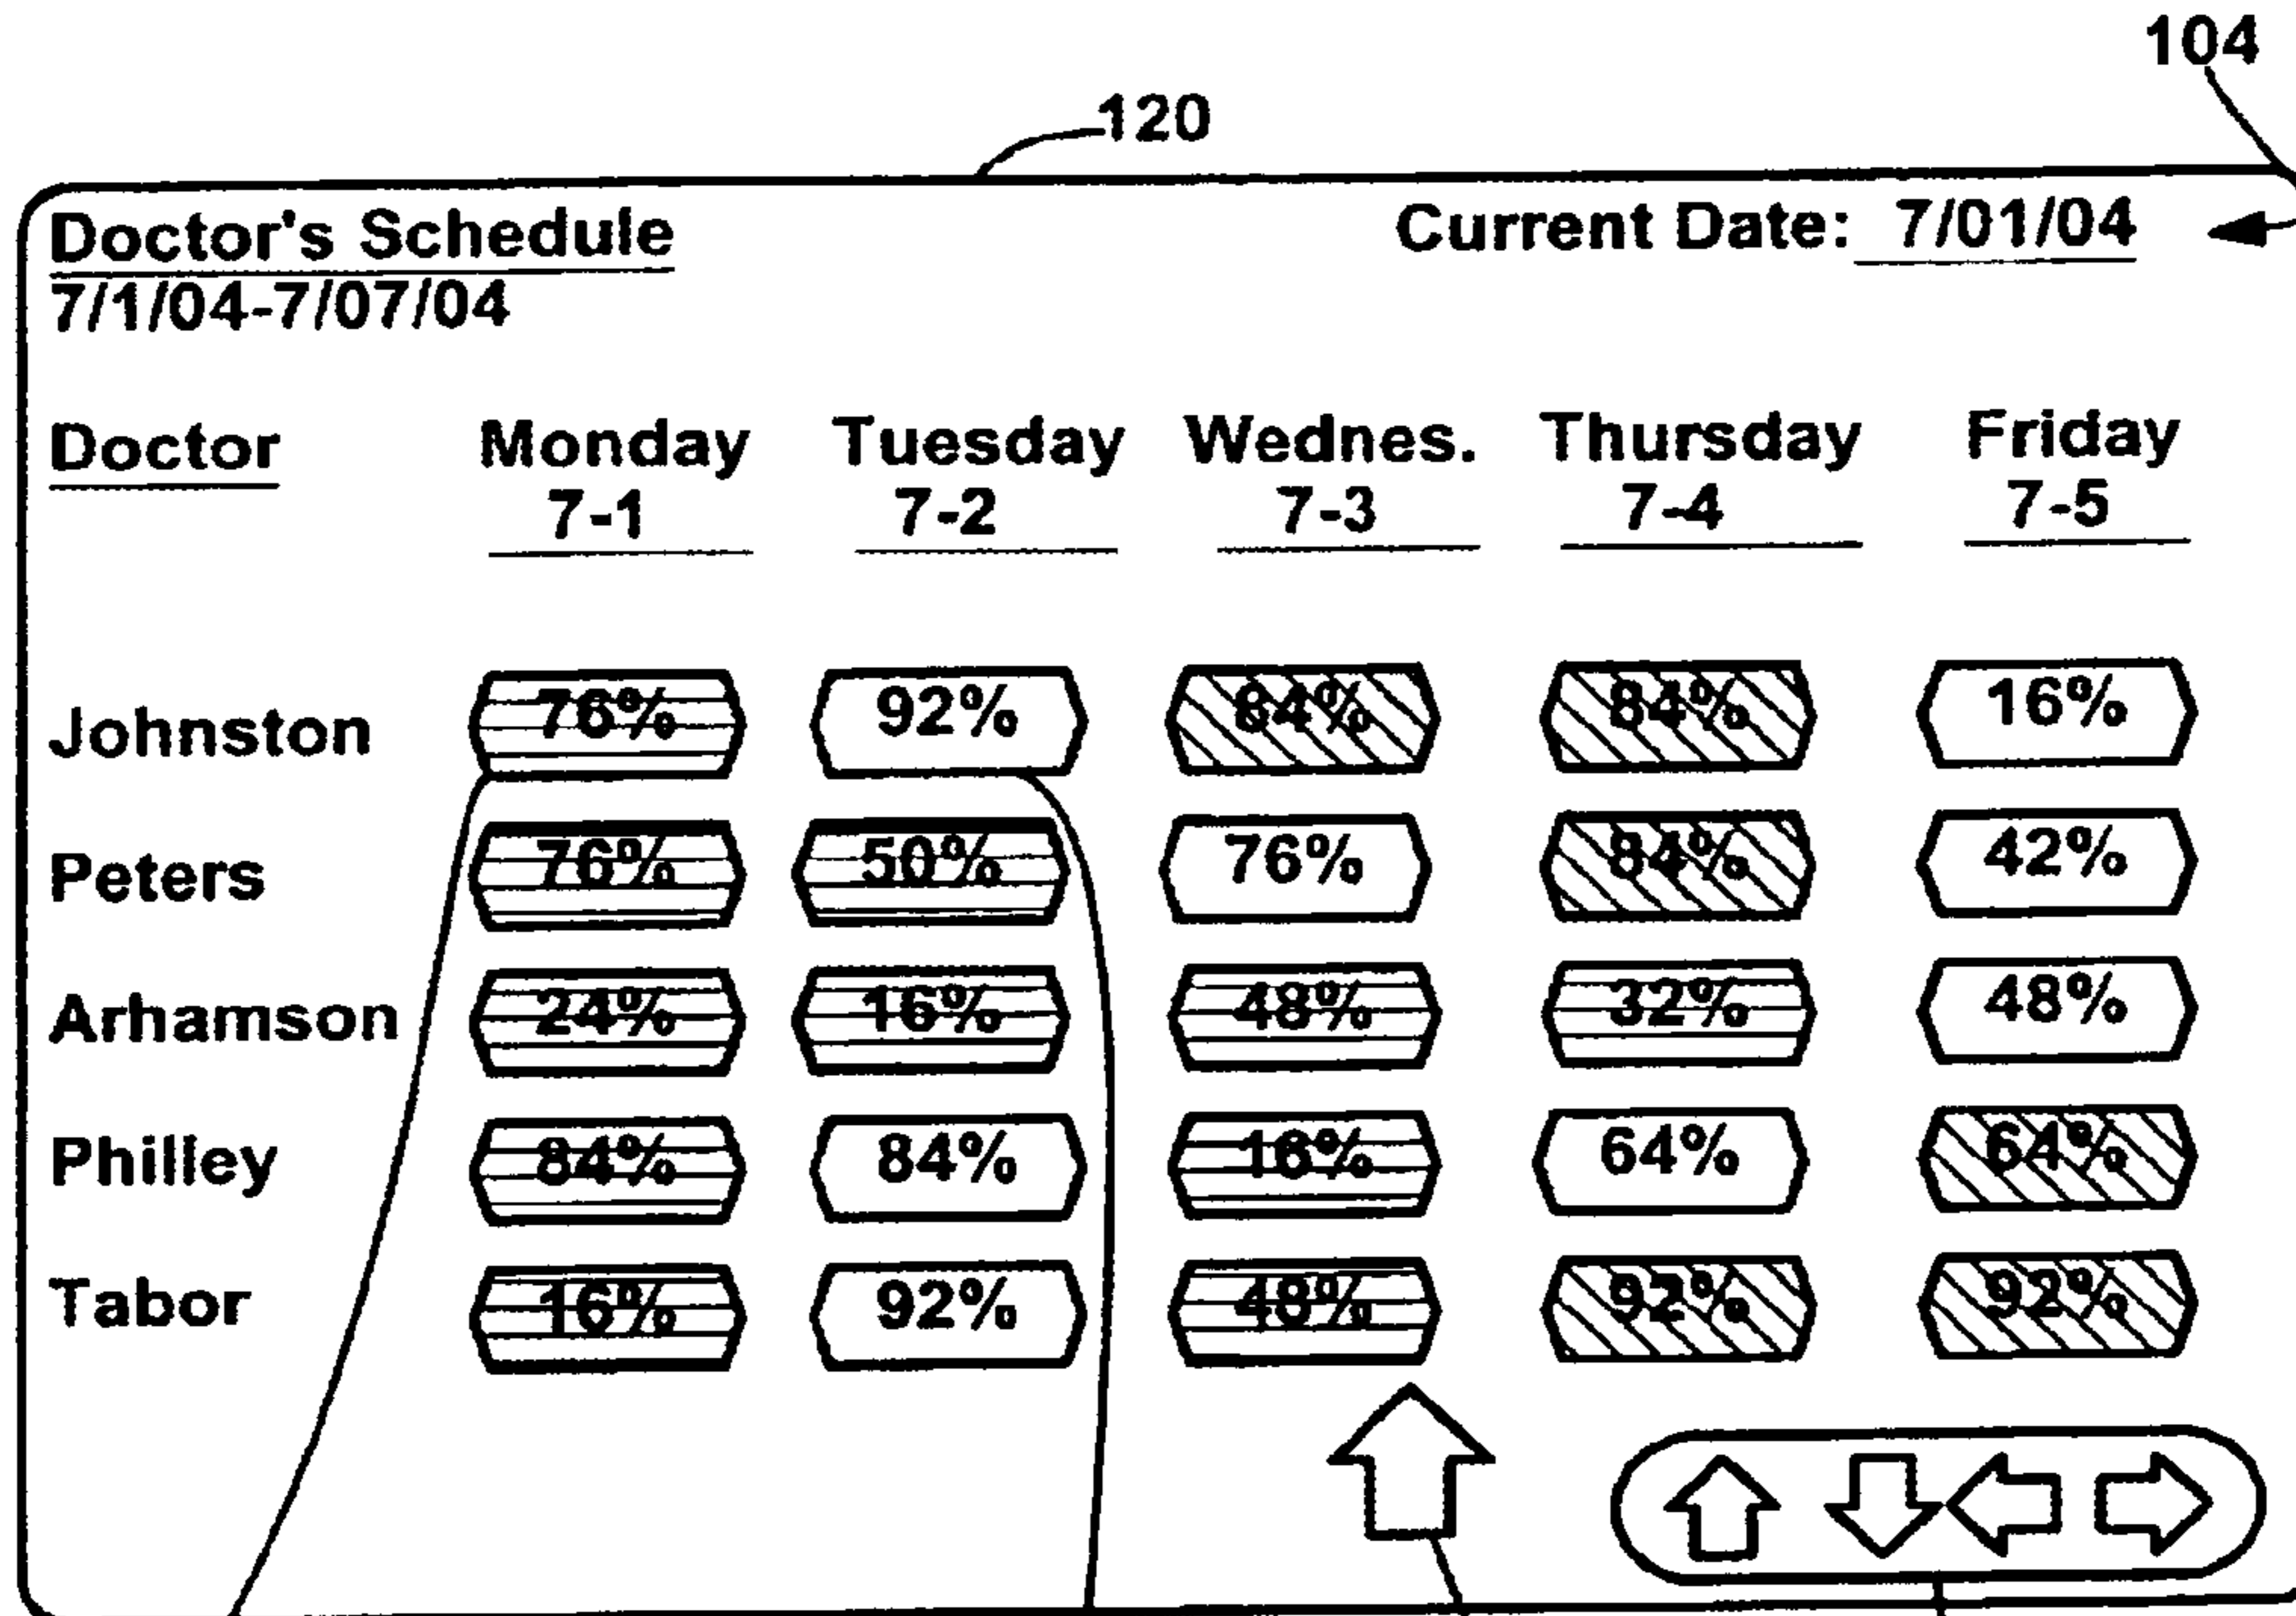 104
120
Doctor's Schedule Current Date: 7/01/04
7/1/04-7/07/04
Doctor Monday Tuesday Wednes. Thursday Friday
7-1 7-2 7-3 7-4 7-5
Johnston 76% 92% 84% 84% 16%
Peters 76% 50% 76% 84% 42%
Arhamson 24% 16% 48% 32% 48%
Philley 84% 84% 16% 64% 64%
Tabor 16% 92% 48% 92% 92%